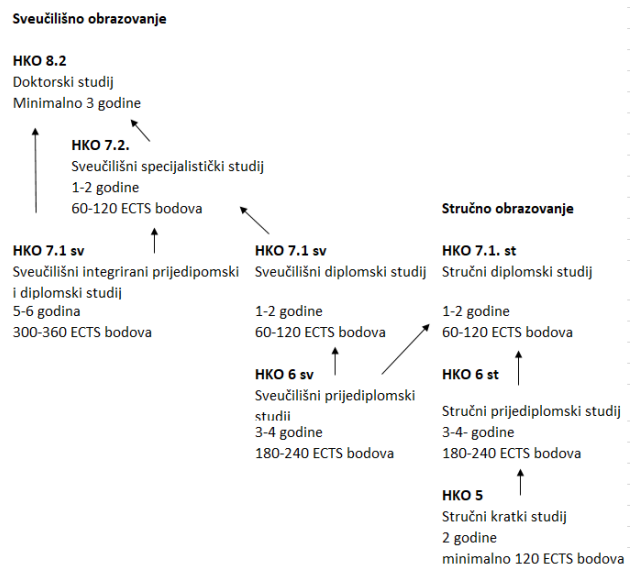 Sveučilišno obrazovanje
HKO 8.2
Doktorski studij
Minimalno 3 godine
HKO 7.2.
Sveučilišni specijalistički studij
1-2 godine
60-120 ECTS bodova
Stručno obrazovanje
HKO 7.1 sv
Sveučilišni integrirani prijedipomski
i diplomski studij
5-6 godina
300-360 ECTS bodova
HKO 7.1 sv
Sveučilišni diplomski studij
1-2 godine
60-120 ECTS bodova
HKO 7.1. st
Stručni diplomski studij
1-2 godine
60-120 ECTS bodova
HKO 6 sv
Sveučilišni prijediplomski
studij
3-4 godine
180-240 ECTS bodova
HKO 6 st
Stručni prijediplomski studij
3-4- godine
180-240 ECTS bodova
HKO 5
Stručni kratki studij
2 godine
minimalno 120 ECTS bodova